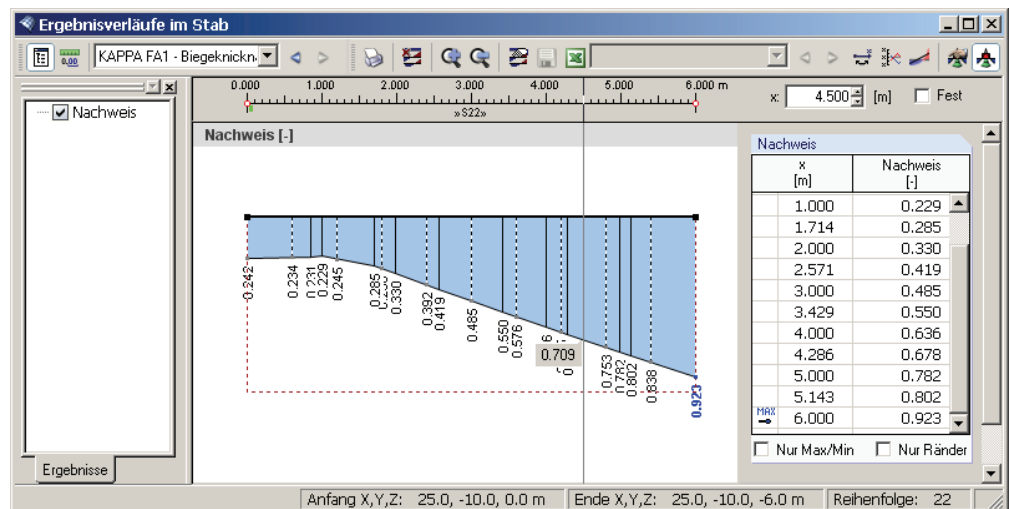 Ergebnisverläufe im Stab
0,00 KAPPA FA1 - Biegeknickn
Nachweis
0.000 1.000 2.000 3.000 4.000 5.000 6.000 m
»S22»
x: 4.500 [m] Fest
Nachweis [-]
0.242
0.234
0.231
0.229
0.245
0.285
0.330
0.392
0.419
0.485
0.550
0.576
0.709
0.753
0.782
0.802
0.838
0.923
Nachweis
x Nachweis
[m] [-]
1.000 0.229
1.714 0.285
2.000 0.330
2.571 0.419
3.000 0.485
3.429 0.550
4.000 0.636
4.286 0.678
5.000 0.782
5.143 0.802
MAX 6.000 0.923
Nur Max/Min Nur Ränder
Ergebnisse
Anfang X,Y,Z: 25.0, -10.0, 0.0 m Ende X,Y,Z: 25.0, -10.0, -6.0 m Reihenfolge: 22